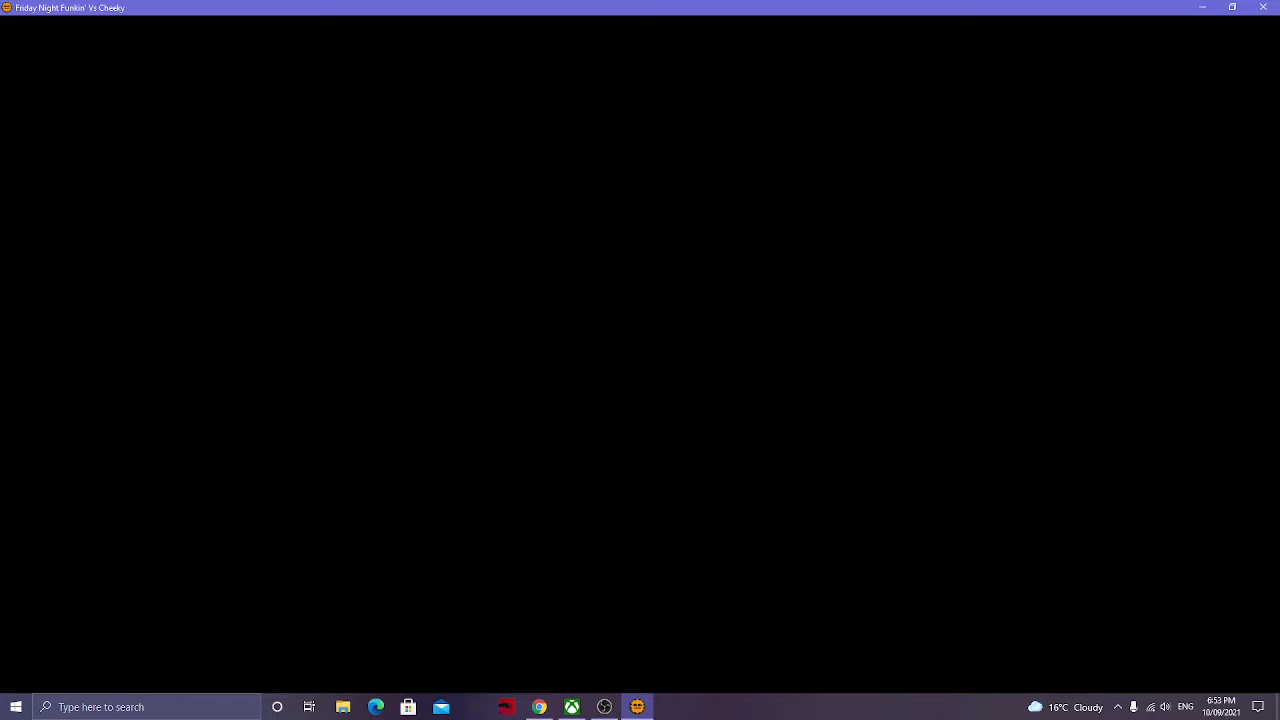 Friday Night Funkin' Vs Cheeky
Type here to search
16°C Cloudy
ENG
6:53 PM
10/09/2021